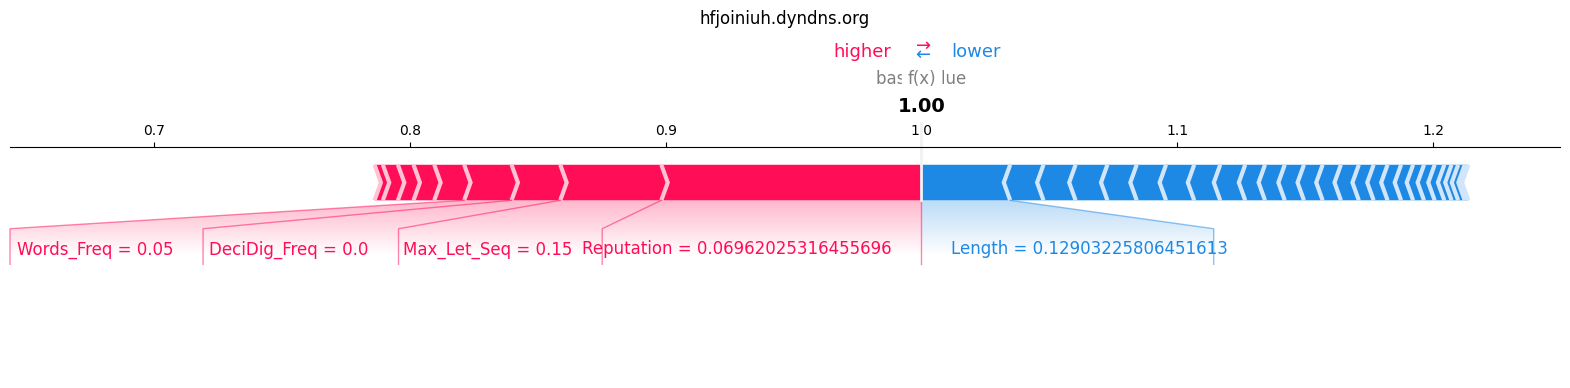 hfjoiniuh.dyndns.org
higher ⇄ lower
f(x) lue
1.00
0.7 0.8 0.9 1.0 1.1 1.2
Words_Freq = 0.05 DeciDig_Freq = 0.0 Max_Let_Seq = 0.15 Reputation = 0.06962025316455696 Length = 0.12903225806451613